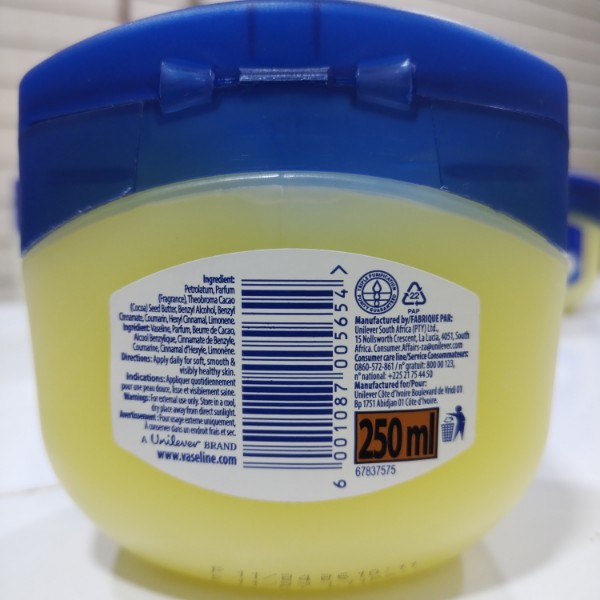 Ingredient:
Petrolatum, Parfum
(Fragrance), Theobroma Cacao
(Cocoa) Seed Butter, Benzyl Alcohol, Benzyl
Cinnamate, Coumarin, Hexyl Cinnamal, Limonene.
Ingrédient: Vaseline, Parfum, Beurre de Cacao,
Alcool Benzylique, Cinnamate de Benzyle,
Coumarine, Cinnamal d'Hexyle, Limonène.
Directions: Apply daily for soft, smooth &
visibly healthy skin.
Indications: Appliquer quotidiennement
pour une peau douce, lisse et visiblement saine.
Warnings: For external use only. Store in a cool,
dry place away from direct sunlight.
Avertissement: Pour usage externe uniquement,
A conserver dans un endroit frais et sec.
A Unilever BRAND
www.vaseline.com
6 001087 005654 >
TRIPLE PURIFICATION
PURITY GUARANTEED
22
PAP
Manufactured by/FABRIQUE PAR:
Unilever South Africa (PTY) Ltd.,
15 Nollsworth Crescent, La Lucia, 4051, South
Africa. Consumer.Affairs-za@unilever.com
Consumer care line/Service Consommateurs:
0860-572-861 / n° gratuit: 800 00 123,
n° national: +225 21 75 44 50
Manufactured for/Pour:
Unilever Côte d'Ivoire Boulevard de Vridi 01
Bp 1751 Abidjan 01 Côte d'Ivoire.
250 ml
67837575